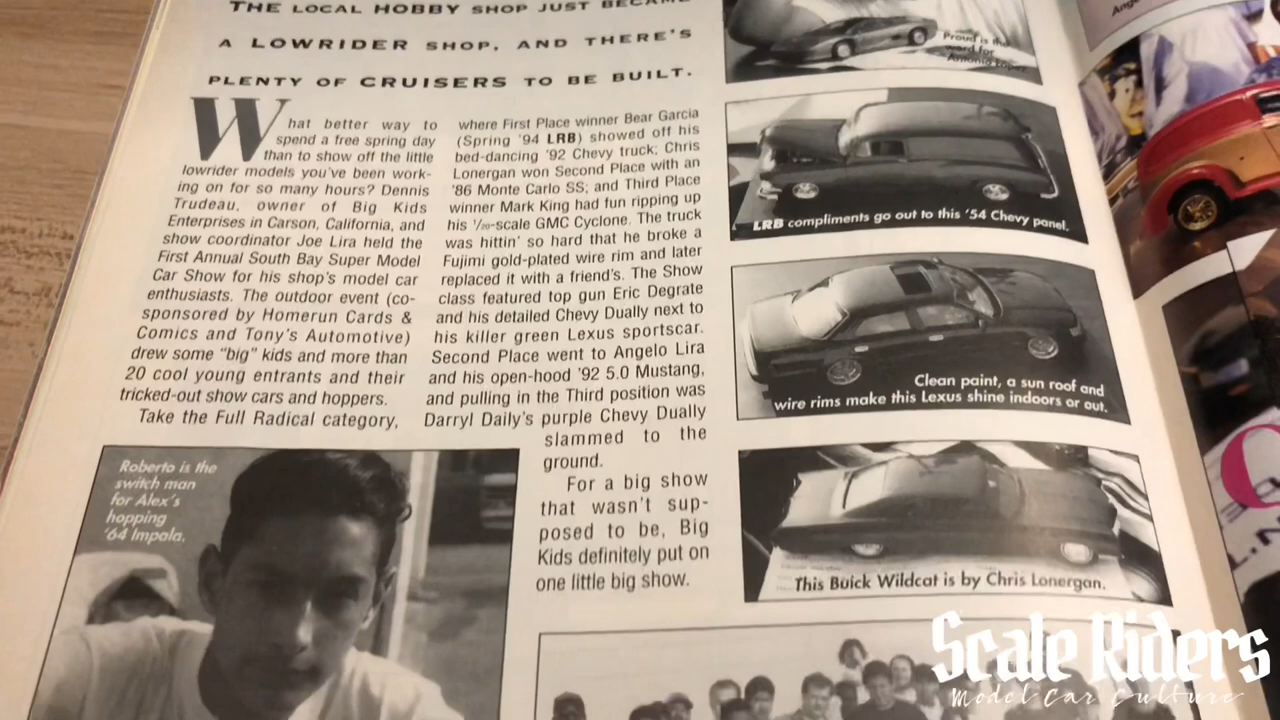 THE LOCAL HOBBY SHOP JUST BECAME
A LOWRIDER SHOP, AND THERE'S
PLENTY OF CRUISERS TO BE BUILT.
What better way to
spend a free spring day
than to show off the little
lowrider models you've been work-
ing on for so many hours? Dennis
Trudeau, owner of Big Kids
Enterprises in Carson, California, and
show coordinator Joe Lira held the
First Annual South Bay Super Model
Car Show for his shop's model car
enthusiasts. The outdoor event (co-
sponsored by Homerun Cards &
Comics and Tony's Automotive)
drew some "big" kids and more than
20 cool young entrants and their
tricked-out show cars and hoppers.
Take the Full Radical category,
where First Place winner Bear Garcia
(Spring '94 LRB) showed off his
bed-dancing '92 Chevy truck; Chris
Lonergan won Second Place with an
'86 Monte Carlo SS; and Third Place
winner Mark King had fun ripping up
his 1/20-scale GMC Cyclone. The truck
was hittin' so hard that he broke a
Fujimi gold-plated wire rim and later
replaced it with a friend's. The Show
class featured top gun Eric Degrate
and his detailed Chevy Dually next to
his killer green Lexus sportscar.
Second Place went to Angelo Lira
and his open-hood '92 5.0 Mustang,
and pulling in the Third position was
Darryl Daily's purple Chevy Dually
slammed to the
ground.
For a big show
that wasn't sup-
posed to be, Big
Kids definitely put on
one little big show.
Roberto is the
switch man
for Alex's
hopping
'64 Impala.
Proud is the
word for
Antonio
LRB compliments go out to this '54 Chevy panel.
Clean paint, a sun roof and
wire rims make this Lexus shine indoors or out.
This Buick Wildcat is by Chris Lonergan.
Scale Riders
Model Car Culture